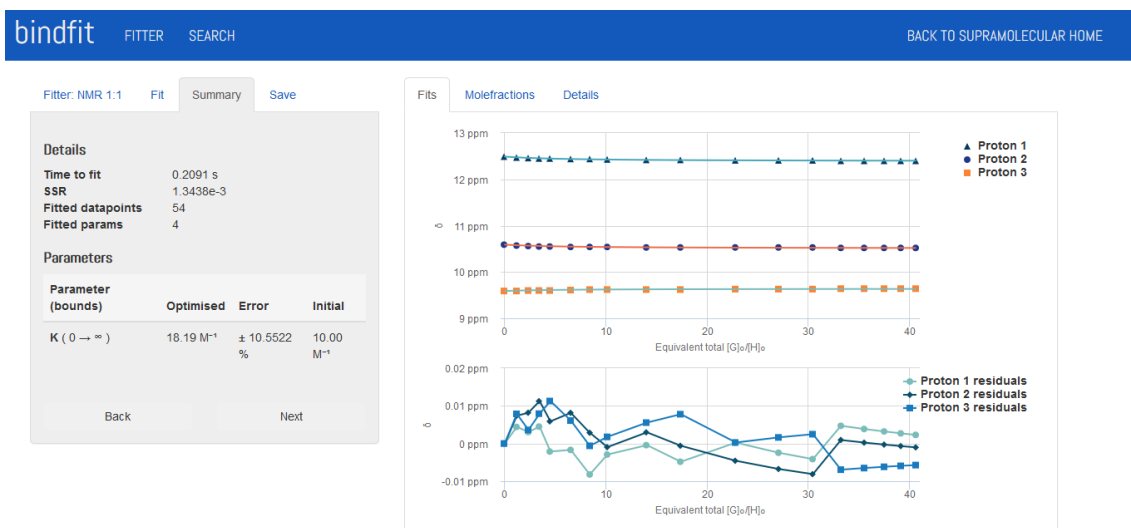 bindfit FITTER SEARCH BACK TO SUPRAMOLECULAR HOME
Fitter: NMR 1:1 Fit Summary Save
Details
Time to fit 0.2091 s
SSR 1.3438e-3
Fitted datapoints 54
Fitted params 4
Parameters
Parameter (bounds) Optimised Error Initial
K ( 0 → ∞ ) 18.19 M⁻¹ ± 10.5522 % 10.00 M⁻¹
Back Next
Fits Molefractions Details
13 ppm
12 ppm
11 ppm
10 ppm
9 ppm
δ
0 10 20 30 40
Equivalent total [G]₀/[H]₀
Proton 1
Proton 2
Proton 3
0.02 ppm
0.01 ppm
0 ppm
-0.01 ppm
δ
0 10 20 30 40
Equivalent total [G]₀/[H]₀
Proton 1 residuals
Proton 2 residuals
Proton 3 residuals